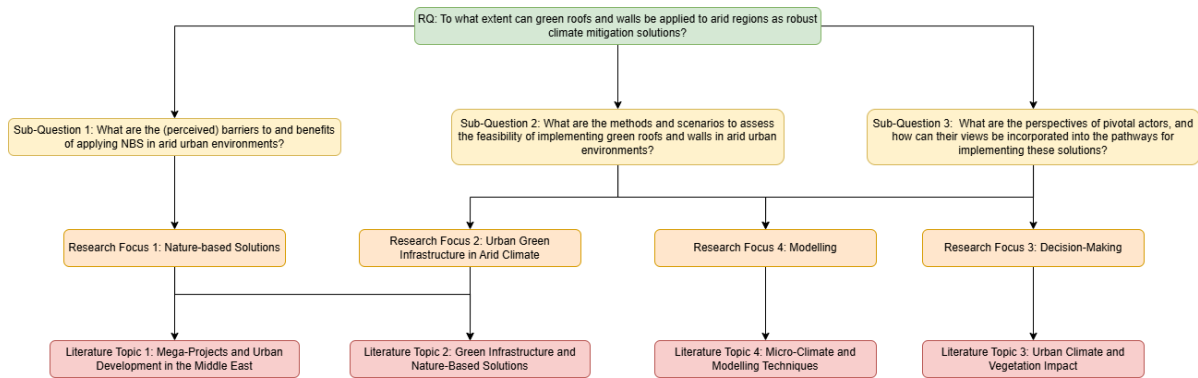 RQ: To what extent can green roofs and walls be applied to arid regions as robust
climate mitigation solutions?
Sub-Question 1: What are the (perceived) barriers to and benefits
of applying NBS in arid urban environments?
Sub-Question 2: What are the methods and scenarios to assess
the feasibility of implementing green roofs and walls in arid urban
environments?
Sub-Question 3: What are the perspectives of pivotal actors, and
how can their views be incorporated into the pathways for
implementing these solutions?
Research Focus 1: Nature-based Solutions
Research Focus 2: Urban Green
Infrastructure in Arid Climate
Research Focus 4: Modelling
Research Focus 3: Decision-Making
Literature Topic 1: Mega-Projects and Urban
Development in the Middle East
Literature Topic 2: Green Infrastructure and
Nature-Based Solutions
Literature Topic 4: Micro-Climate and
Modelling Techniques
Literature Topic 3: Urban Climate and
Vegetation Impact